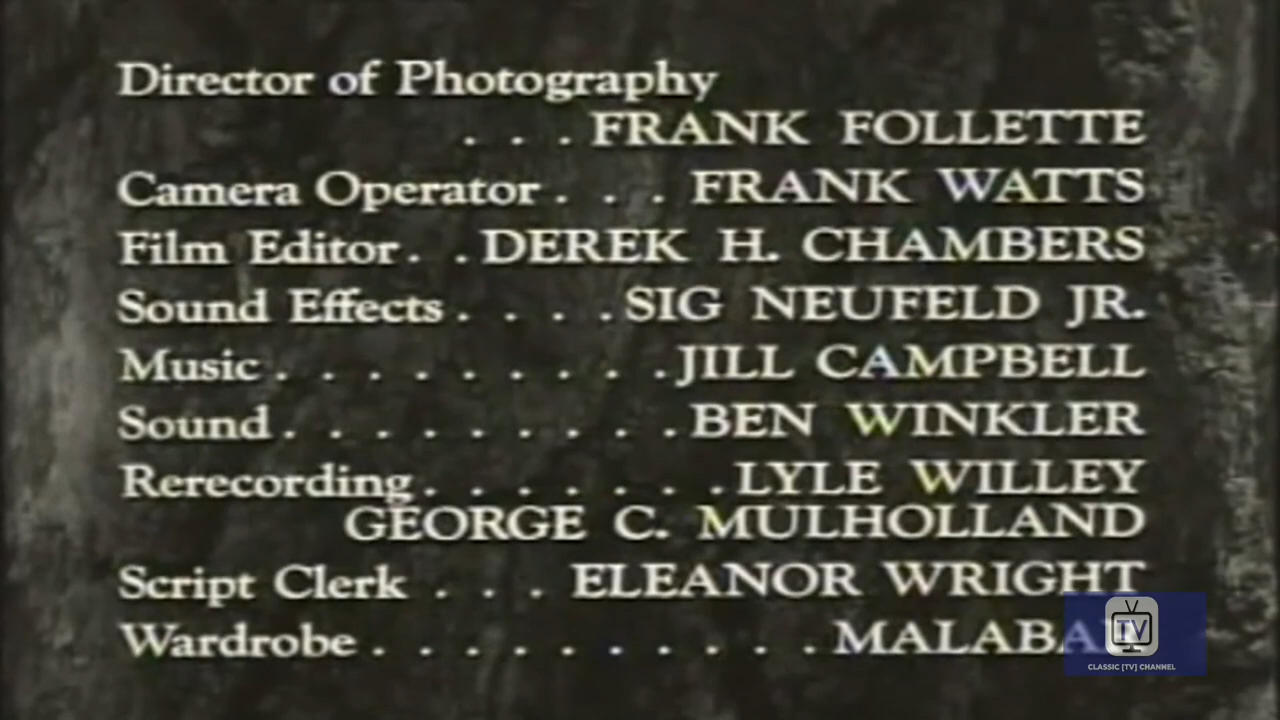 Director of Photography
. . . FRANK FOLLETTE
Camera Operator . . . FRANK WATTS
Film Editor . . DEREK H. CHAMBERS
Sound Effects . . . . SIG NEUFELD JR.
Music . . . . . . . . . JILL CAMPBELL
Sound . . . . . . . . . BEN WINKLER
Rerecording . . . . . . . LYLE WILLEY
GEORGE C. MULHOLLAND
Script Clerk . . . ELEANOR WRIGHT
Wardrobe . . . . . . . . . . MALABAR
TV
CLASSIC [TV] CHANNEL